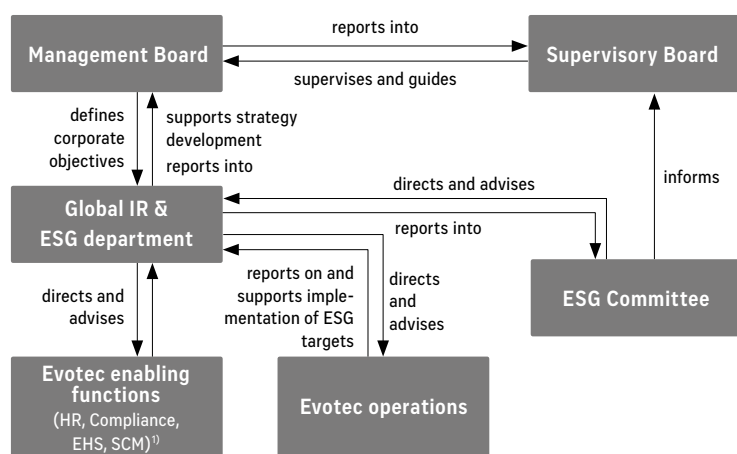 reports into
Management Board
Supervisory Board
supervises and guides
defines
corporate
objectives
supports strategy
development
reports into
directs and advises
informs
Global IR &
ESG department
reports into
ESG Committee
directs and
advises
reports on and
supports imple-
mentation of ESG
targets
directs
and
advises
Evotec enabling
functions
(HR, Compliance,
EHS, SCM)¹⁾
Evotec operations